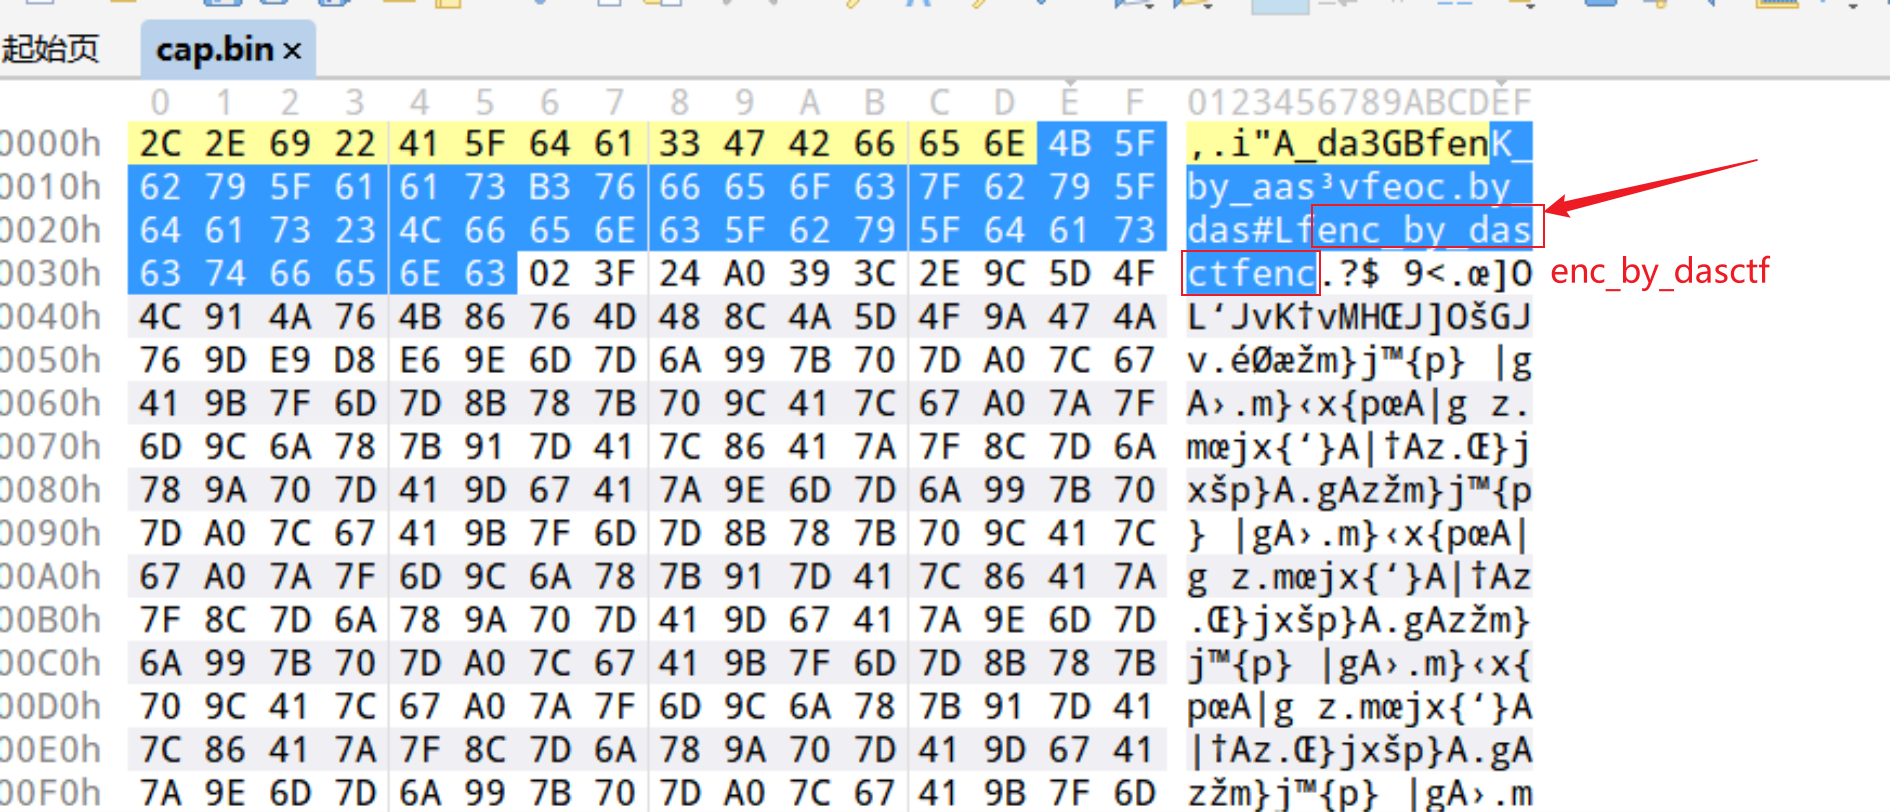 起始页 cap.bin ×
0 1 2 3 4 5 6 7 8 9 A B C D E F 0123456789ABCDEF
0000h 2C 2E 69 22 41 5F 64 61 33 47 42 66 65 6E 4B 5F ,.i"A_da3GBfenK_
0010h 62 79 5F 61 61 73 B3 76 66 65 6F 63 7F 62 79 5F by_aas³vfeoc.by_
0020h 64 61 73 23 4C 66 65 6E 63 5F 62 79 5F 64 61 73 das#Lfenc_by_das
0030h 63 74 66 65 6E 63 02 3F 24 A0 39 3C 2E 9C 5D 4F ctfenc.?$ 9<.œ]O
enc_by_dasctf
0040h 4C 91 4A 76 4B 86 76 4D 48 8C 4A 5D 4F 9A 47 4A L‘JvK†vMHŒJ]OšGJ
0050h 76 9D E9 D8 E6 9E 6D 7D 6A 99 7B 70 7D A0 7C 67 v.éØæžm}j™{p} |g
0060h 41 9B 7F 6D 7D 8B 78 7B 70 9C 41 7C 67 A0 7A 7F A›.m}‹x{pœA|g z.
0070h 6D 9C 6A 78 7B 91 7D 41 7C 86 41 7A 7F 8C 7D 6A mœjx{‘}A|†Az.Œ}j
0080h 78 9A 70 7D 41 9D 67 41 7A 9E 6D 7D 6A 99 7B 70 xšp}A.gAzžm}j™{p
0090h 7D A0 7C 67 41 9B 7F 6D 7D 8B 78 7B 70 9C 41 7C } |gA›.m}‹x{pœA|
00A0h 67 A0 7A 7F 6D 9C 6A 78 7B 91 7D 41 7C 86 41 7A g z.mœjx{‘}A|†Az
00B0h 7F 8C 7D 6A 78 9A 70 7D 41 9D 67 41 7A 9E 6D 7D .Œ}jxšp}A.gAzžm}
00C0h 6A 99 7B 70 7D A0 7C 67 41 9B 7F 6D 7D 8B 78 7B j™{p} |gA›.m}‹x{
00D0h 70 9C 41 7C 67 A0 7A 7F 6D 9C 6A 78 7B 91 7D 41 pœA|g z.mœjx{‘}A
00E0h 7C 86 41 7A 7F 8C 7D 6A 78 9A 70 7D 41 9D 67 41 |†Az.Œ}jxšp}A.gA
00F0h 7A 9E 6D 7D 6A 99 7B 70 7D A0 7C 67 41 9B 7F 6D zžm}j™{p} |gA›.m